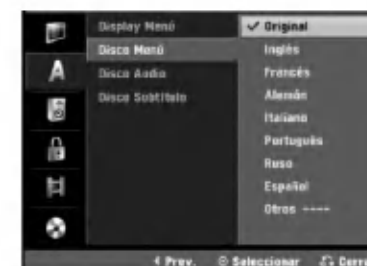 Display Menú
Disco Menú
Disco Audio
Disco Subtítulo
A
✓ Original
Inglés
Francés
Alemán
Italiano
Portugués
Ruso
Español
Otros ----
Prev.
Seleccionar